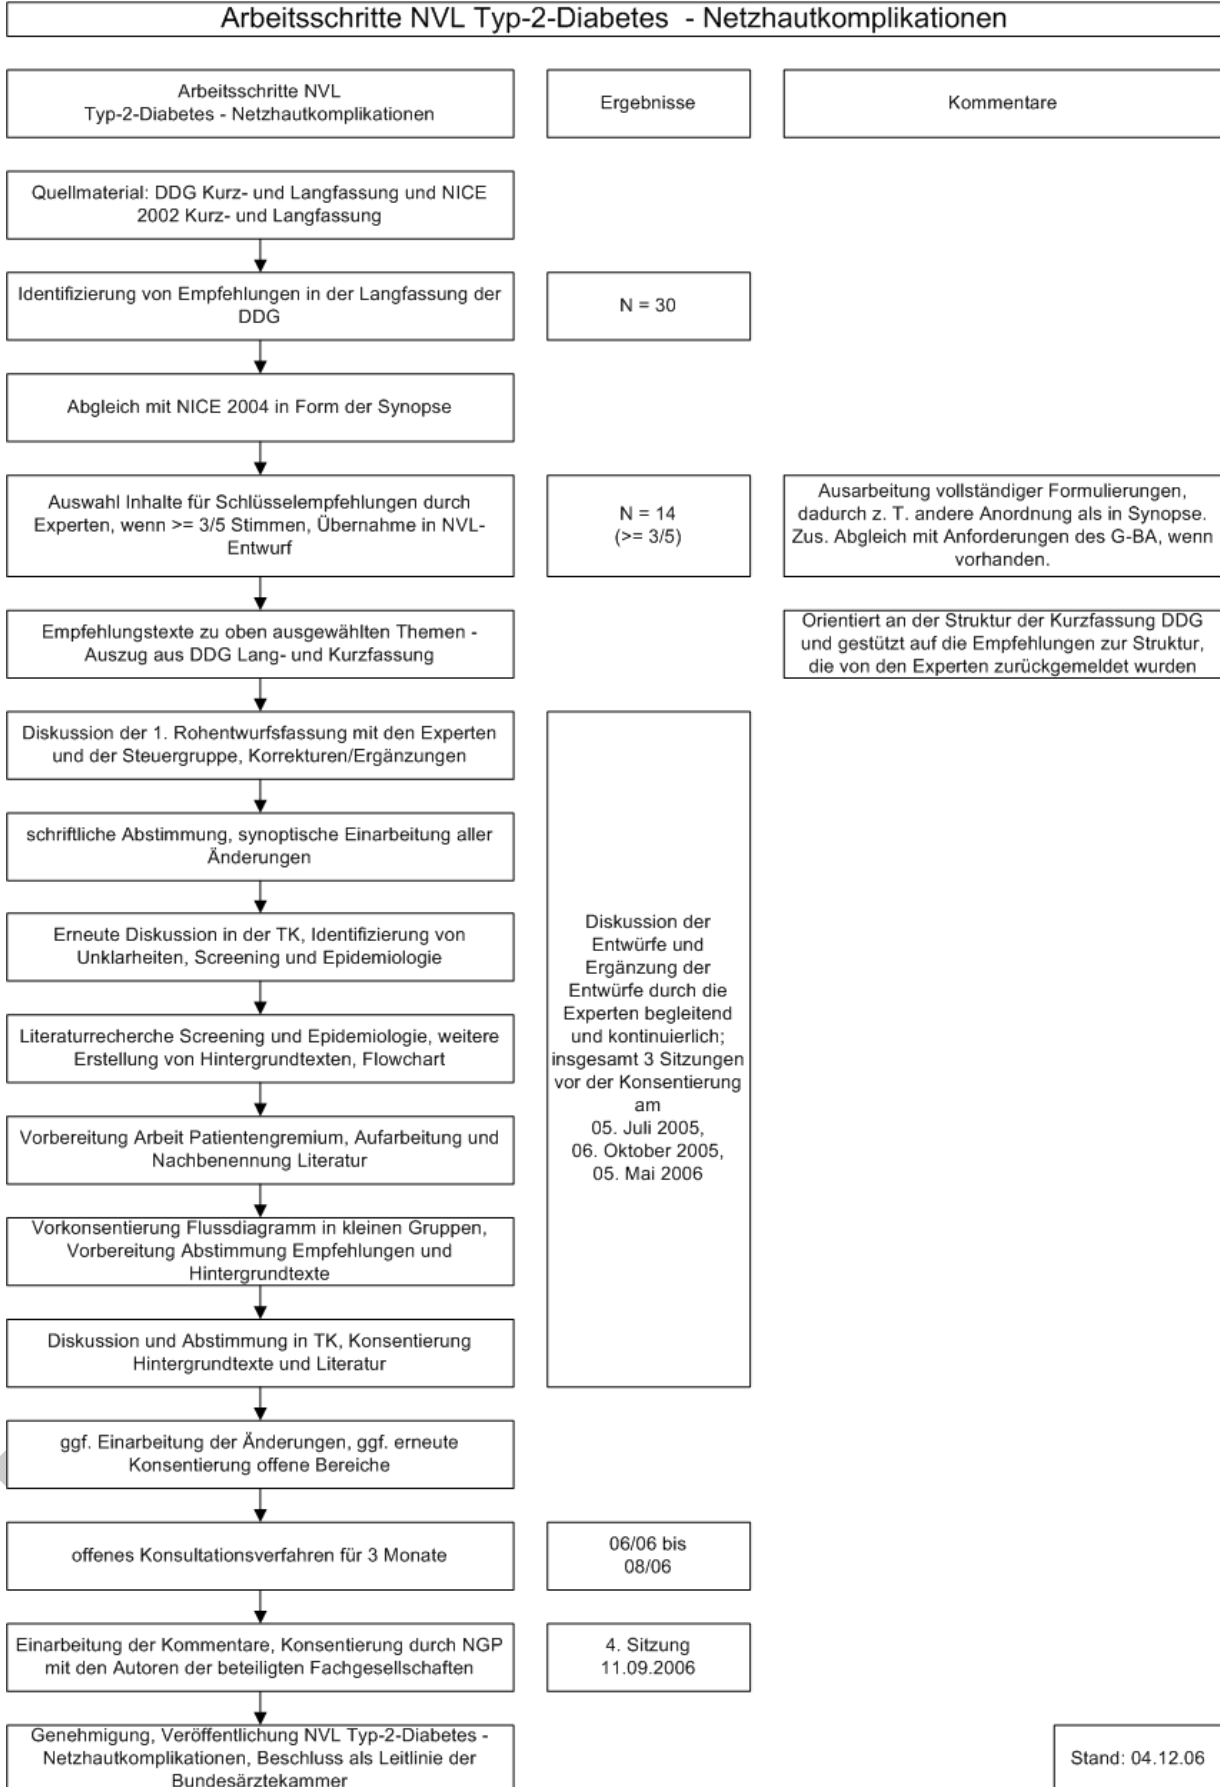 Arbeitsschritte NVL Typ-2-Diabetes - Netzhautkomplikationen
Arbeitsschritte NVL
Typ-2-Diabetes - Netzhautkomplikationen
Ergebnisse
Kommentare
Quellmaterial: DDG Kurz- und Langfassung und NICE
2002 Kurz- und Langfassung
Identifizierung von Empfehlungen in der Langfassung der
DDG
N = 30
Abgleich mit NICE 2004 in Form der Synopse
Auswahl Inhalte für Schlüsselempfehlungen durch
Experten, wenn >= 3/5 Stimmen, Übernahme in NVL-
Entwurf
N = 14
(>= 3/5)
Ausarbeitung vollständiger Formulierungen,
dadurch z. T. andere Anordnung als in Synopse.
Zus. Abgleich mit Anforderungen des G-BA, wenn
vorhanden.
Empfehlungstexte zu oben ausgewählten Themen -
Auszug aus DDG Lang- und Kurzfassung
Orientiert an der Struktur der Kurzfassung DDG
und gestützt auf die Empfehlungen zur Struktur,
die von den Experten zurückgemeldet wurden
Diskussion der 1. Rohentwurfsfassung mit den Experten
und der Steuergruppe, Korrekturen/Ergänzungen
schriftliche Abstimmung, synoptische Einarbeitung aller
Änderungen
Erneute Diskussion in der TK, Identifizierung von
Unklarheiten, Screening und Epidemiologie
Literaturrecherche Screening und Epidemiologie, weitere
Erstellung von Hintergrundtexten, Flowchart
Vorbereitung Arbeit Patientengremium, Aufarbeitung und
Nachbenennung Literatur
Vorkonsentierung Flussdiagramm in kleinen Gruppen,
Vorbereitung Abstimmung Empfehlungen und
Hintergrundtexte
Diskussion und Abstimmung in TK, Konsentierung
Hintergrundtexte und Literatur
Diskussion der
Entwürfe und
Ergänzung der
Entwürfe durch die
Experten begleitend
und kontinuierlich;
insgesamt 3 Sitzungen
vor der Konsentierung
am
05. Juli 2005,
06. Oktober 2005,
05. Mai 2006
ggf. Einarbeitung der Änderungen, ggf. erneute
Konsentierung offene Bereiche
offenes Konsultationsverfahren für 3 Monate
06/06 bis
08/06
Einarbeitung der Kommentare, Konsentierung durch NGP
mit den Autoren der beteiligten Fachgesellschaften
4. Sitzung
11.09.2006
Genehmigung, Veröffentlichung NVL Typ-2-Diabetes -
Netzhautkomplikationen, Beschluss als Leitlinie der
Bundesärztekammer
Stand: 04.12.06